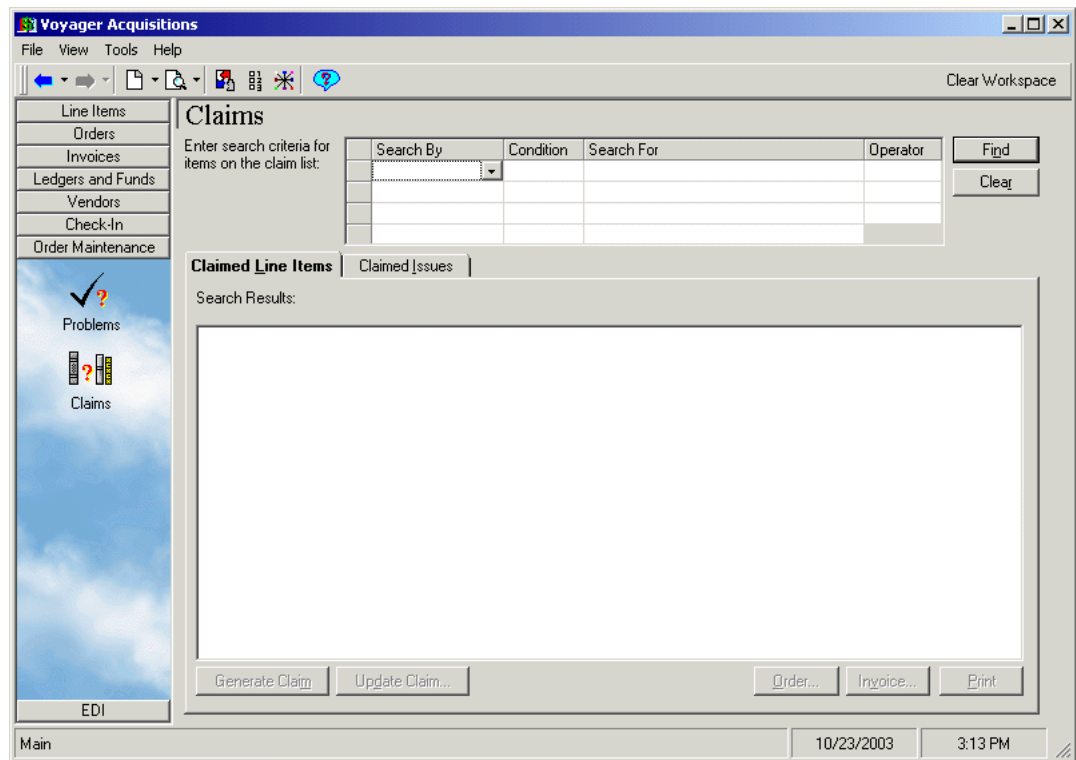 Voyager Acquisitions
File View Tools Help
Clear Workspace
Line Items
Orders
Invoices
Ledgers and Funds
Vendors
Check-In
Order Maintenance
Problems
Claims
EDI
Claims
Enter search criteria for
items on the claim list:
Search By Condition Search For Operator
Find
Clear
Claimed Line Items Claimed Issues
Search Results:
Generate Claim Update Claim... Order... Invoice... Print
Main 10/23/2003 3:13 PM